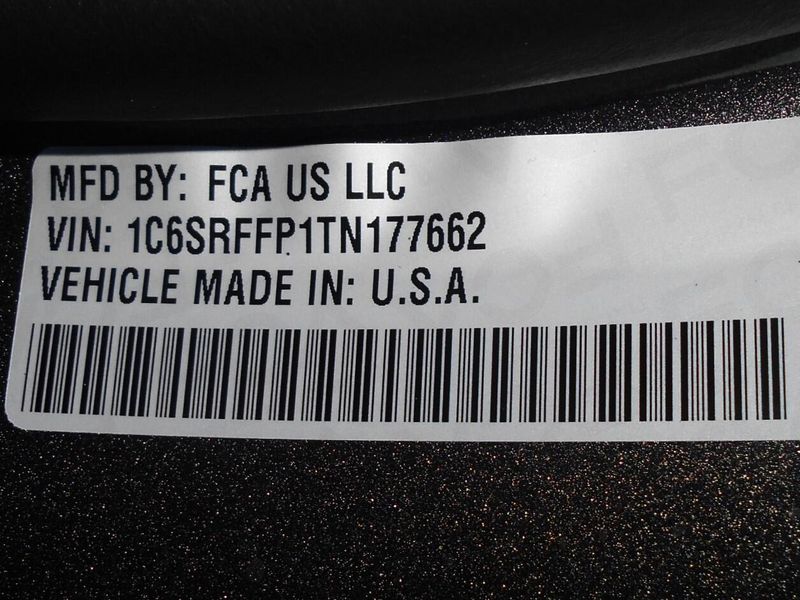 MFD BY: FCA US LLC
VIN: 1C6SRFFP1TN177662
VEHICLE MADE IN: U.S.A.